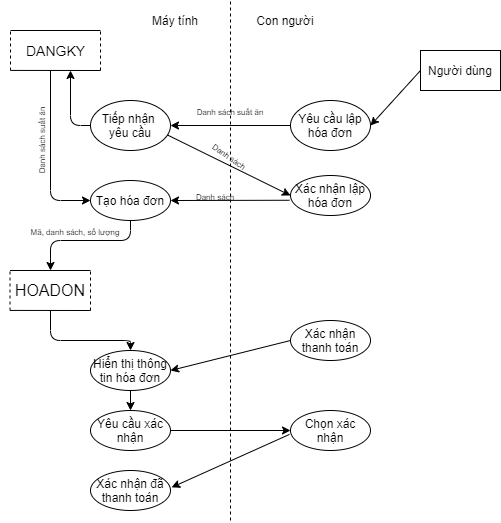 Máy tính
Con người
DANGKY
Người dùng
Danh sách suất ăn
Danh sách suất ăn
Tiếp nhận
yêu cầu
Yêu cầu lập
hóa đơn
Danh sách
Tạo hóa đơn
Danh sách
Xác nhận lập
hóa đơn
Mã, danh sách, số lượng
HOADON
Xác nhận
thanh toán
Hiển thị thông
tin hóa đơn
Yêu cầu xác
nhận
Chọn xác
nhận
Xác nhận đã
thanh toán